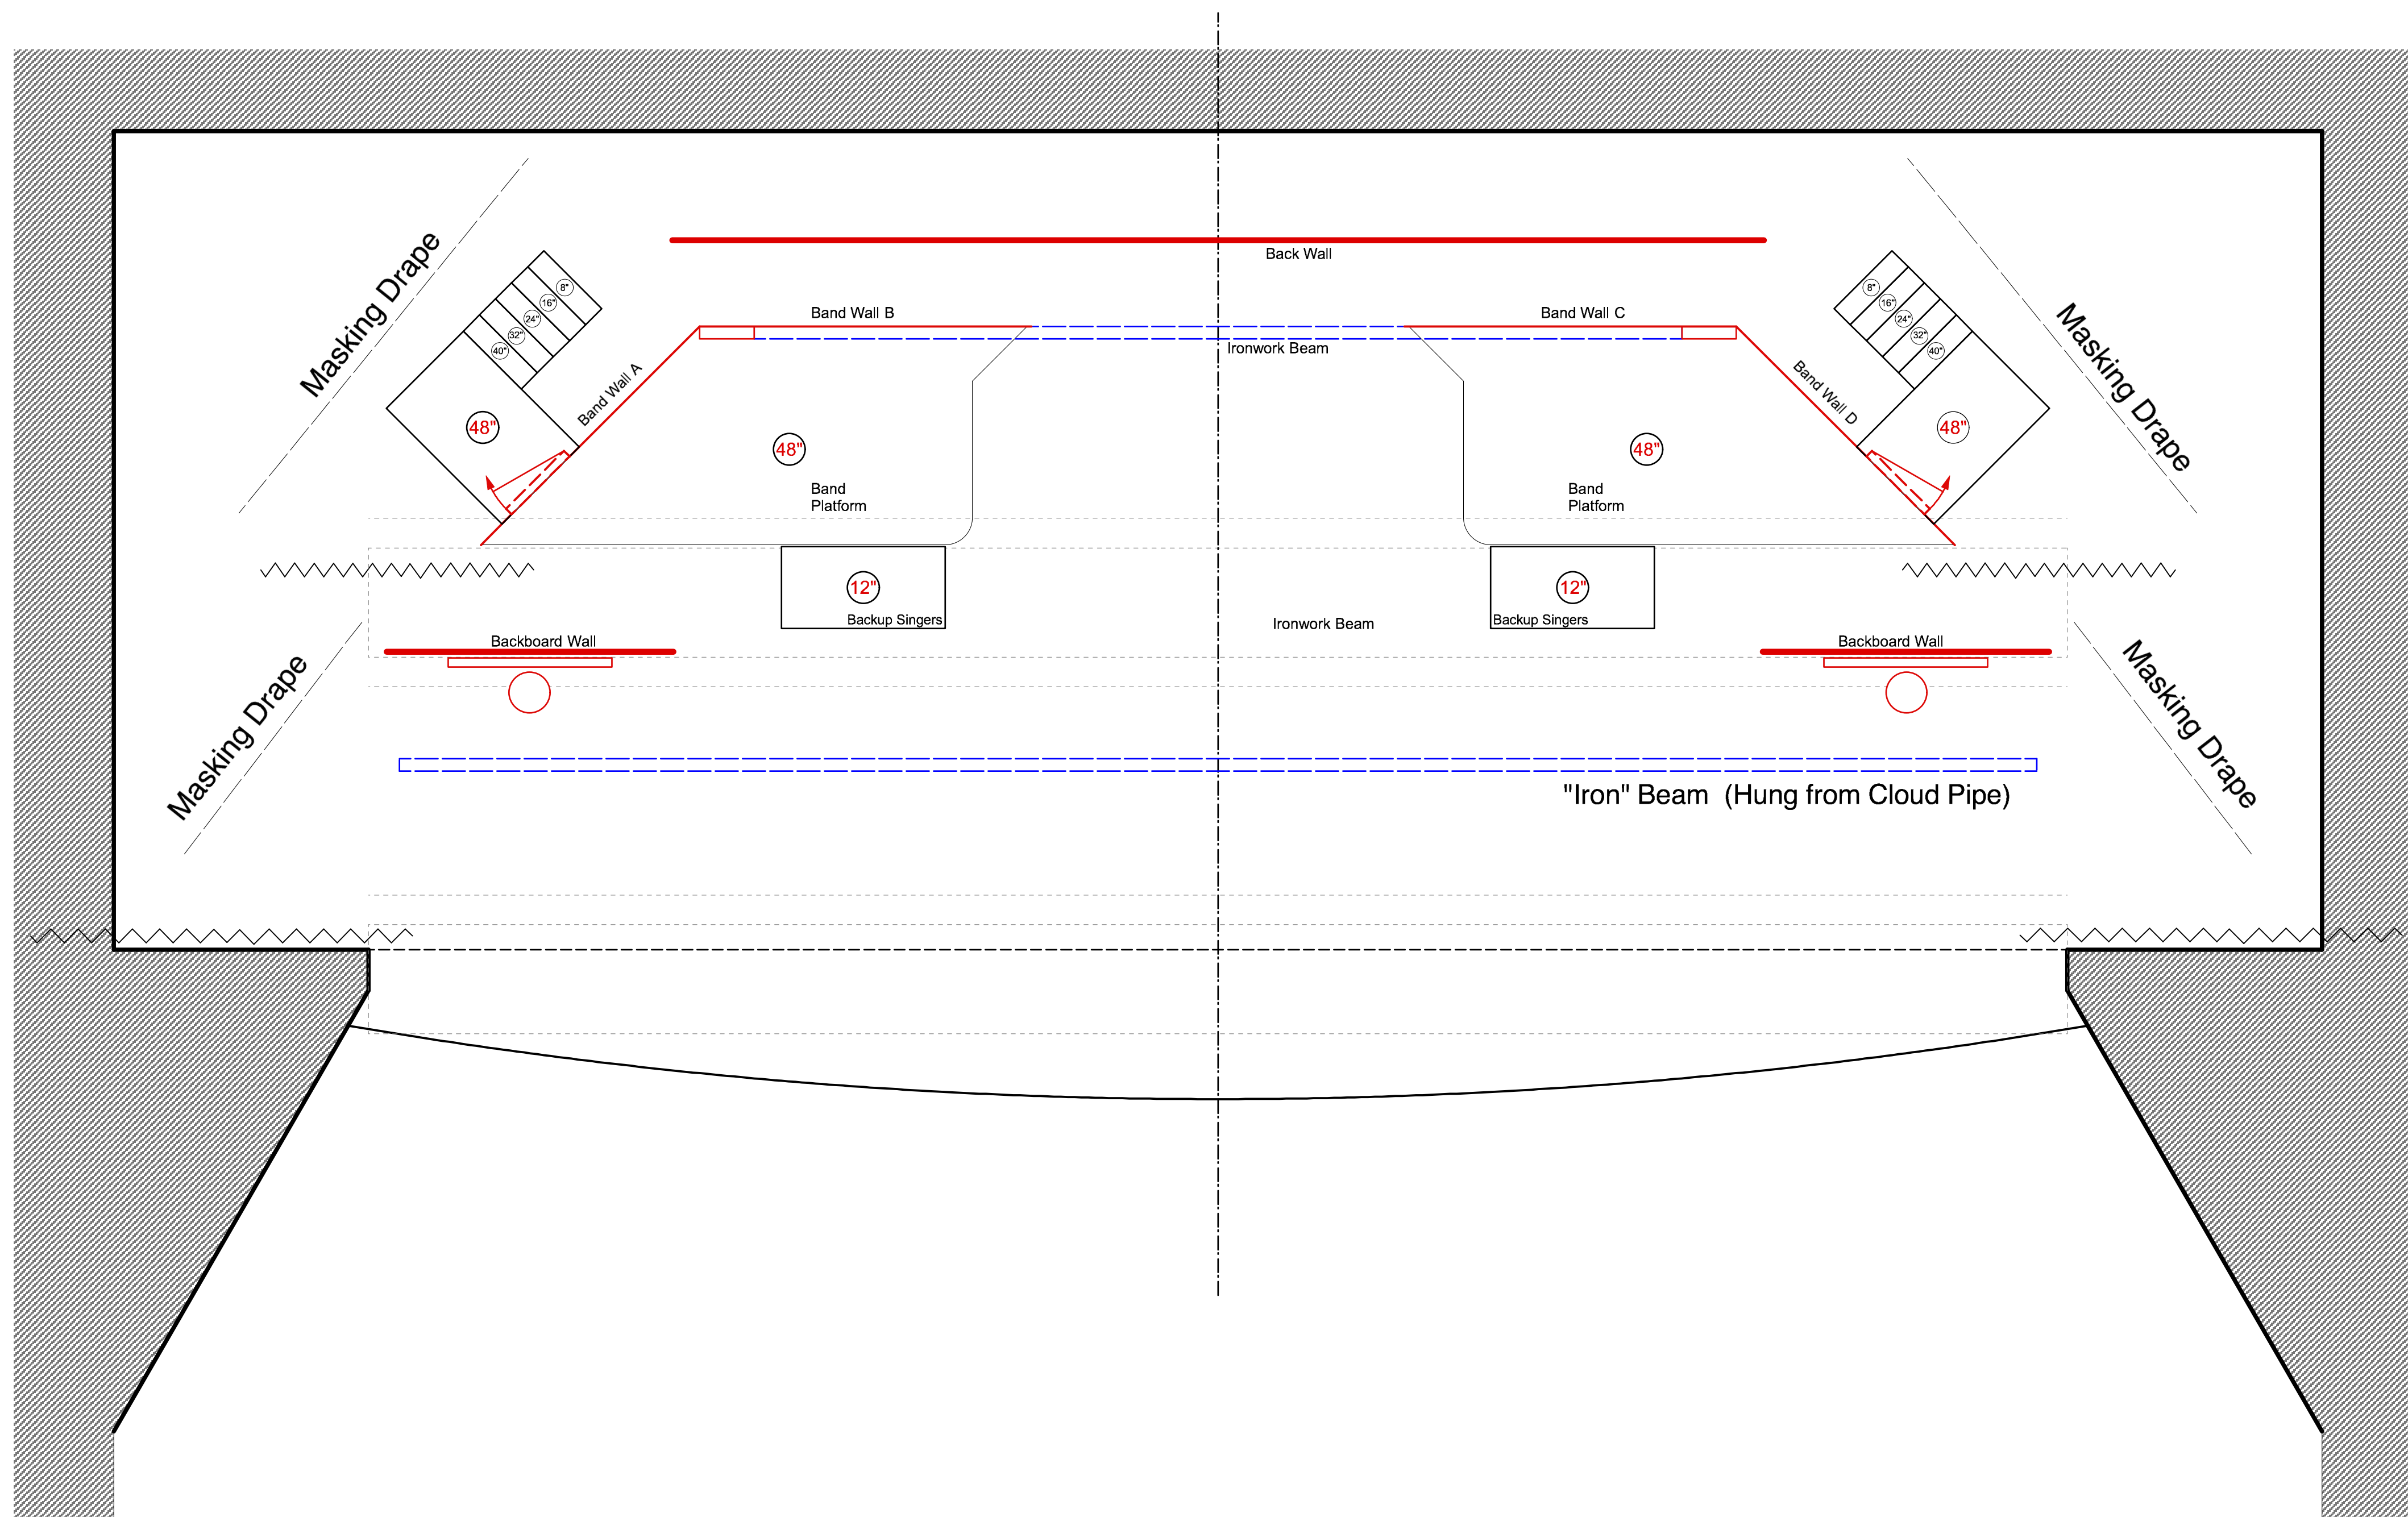 Masking Drape
Masking Drape
Back Wall
8"
16"
24"
32"
40"
8"
16"
24"
32"
40"
Band Wall B
Band Wall C
Ironwork Beam
Band Wall A
Band Wall D
48"
48"
48"
48"
Band
Platform
Band
Platform
12"
12"
Backup Singers
Backup Singers
Ironwork Beam
Backboard Wall
Backboard Wall
Masking Drape
Masking Drape
"Iron" Beam (Hung from Cloud Pipe)